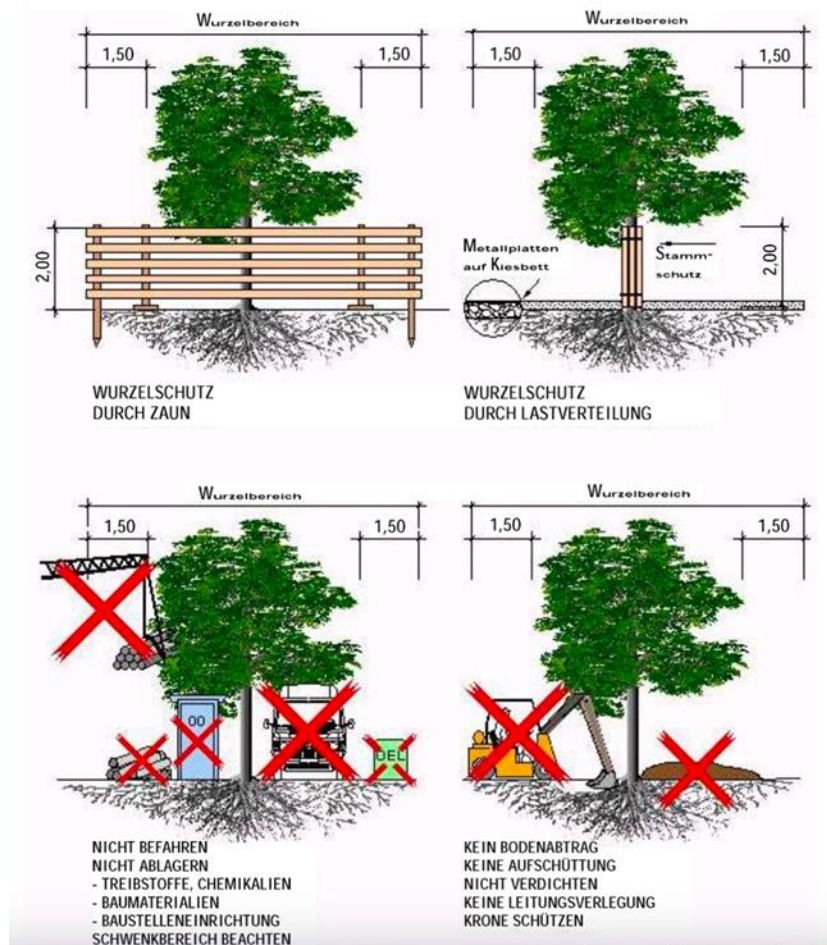 Wurzelbereich
1,50
1,50
2,00
WURZELSCHUTZ
DURCH ZAUN
Wurzelbereich
1,50
1,50
Metallplatten
auf Kiesbett
Stamm-
schutz
2,00
WURZELSCHUTZ
DURCH LASTVERTEILUNG
Wurzelbereich
1,50
1,50
OO
OEL
NICHT BEFAHREN
NICHT ABLAGERN
- TREIBSTOFFE, CHEMIKALIEN
- BAUMATERIALIEN
- BAUSTELLENEINRICHTUNG
SCHWENKBEREICH BEACHTEN
Wurzelbereich
1,50
1,50
KEIN BODENABTRAG
KEINE AUFSCHÜTTUNG
NICHT VERDICHTEN
KEINE LEITUNGSVERLEGUNG
KRONE SCHÜTZEN